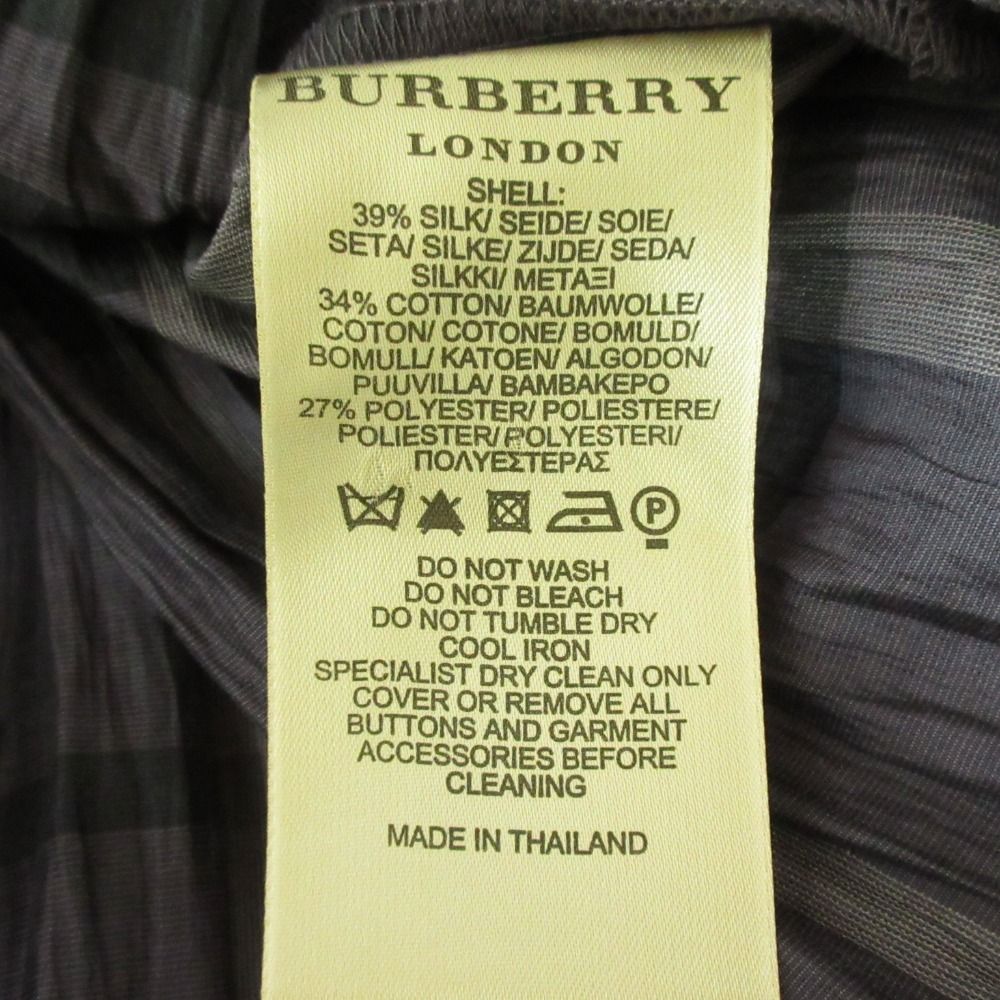 BURBERRY
LONDON
SHELL:
39% SILK/ SEIDE/ SOIE/
SETA/ SILKE/ ZIJDE/ SEDA/
SILKKI/ ΜΕΤΑΞΙ
34% COTTON/ BAUMWOLLE/
COTON/ COTONE/ BOMULD/
BOMULL/ KATOEN/ ALGODON/
PUUVILLA/ ΒΑΜΒΑΚΕΡΟ
27% POLYESTER/ POLIESTERE/
POLIESTER/ POLYESTERI/
ΠΟΛΥΕΣΤΕΡΑΣ
P
DO NOT WASH
DO NOT BLEACH
DO NOT TUMBLE DRY
COOL IRON
SPECIALIST DRY CLEAN ONLY
COVER OR REMOVE ALL
BUTTONS AND GARMENT
ACCESSORIES BEFORE
CLEANING
MADE IN THAILAND